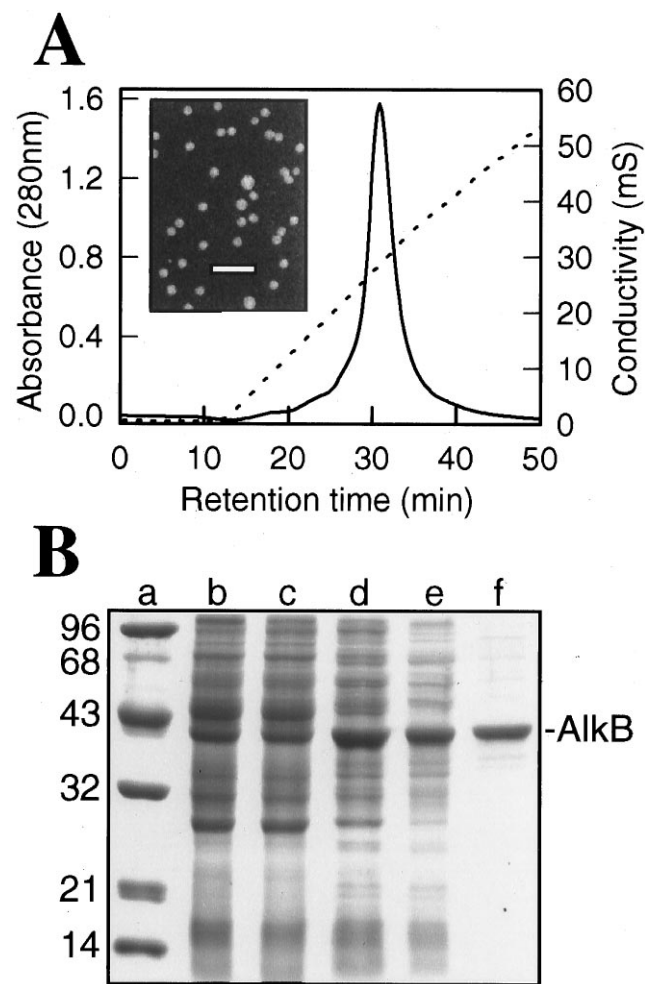 A
Absorbance (280nm)
1.6
1.2
0.8
0.4
0.0
60
50
40
30
20
10
0
Conductivity (mS)
0 10 20 30 40 50
Retention time (min)
B
a b c d e f
96
68
43
-AlkB
32
21
14